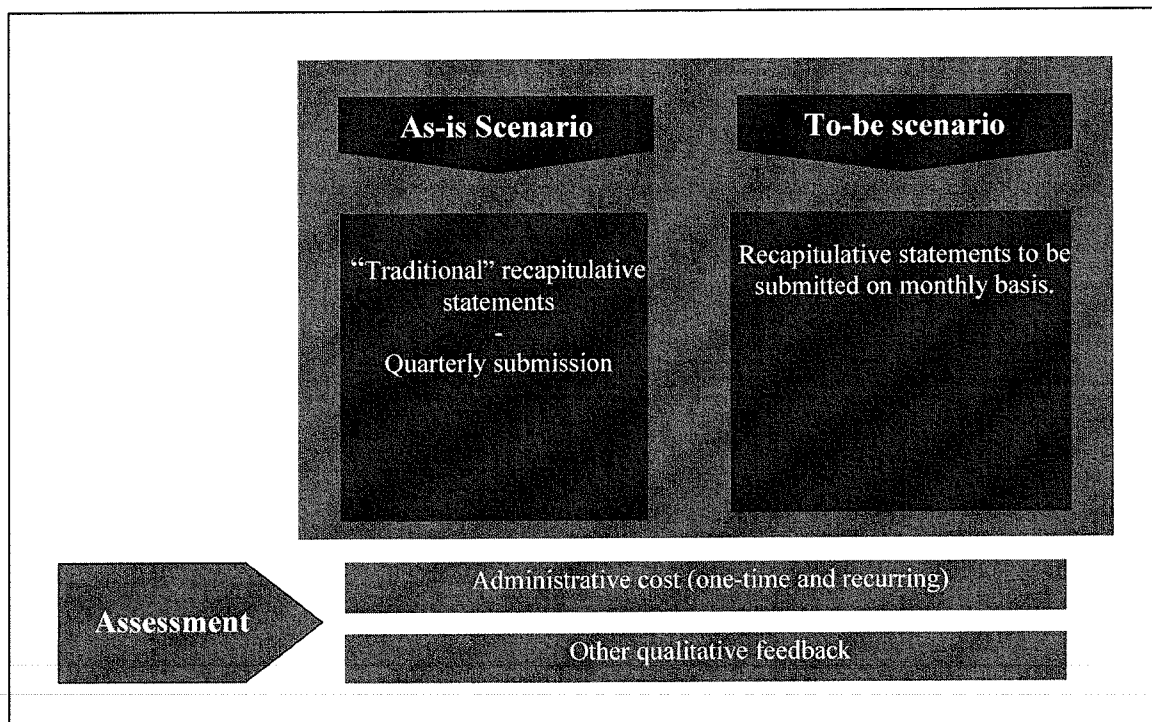 As-is Scenario
To-be scenario
“Traditional” recapitulative
statements
-
Quarterly submission
Recapitulative statements to be
submitted on monthly basis.
Assessment
Administrative cost (one-time and recurring)
Other qualitative feedback